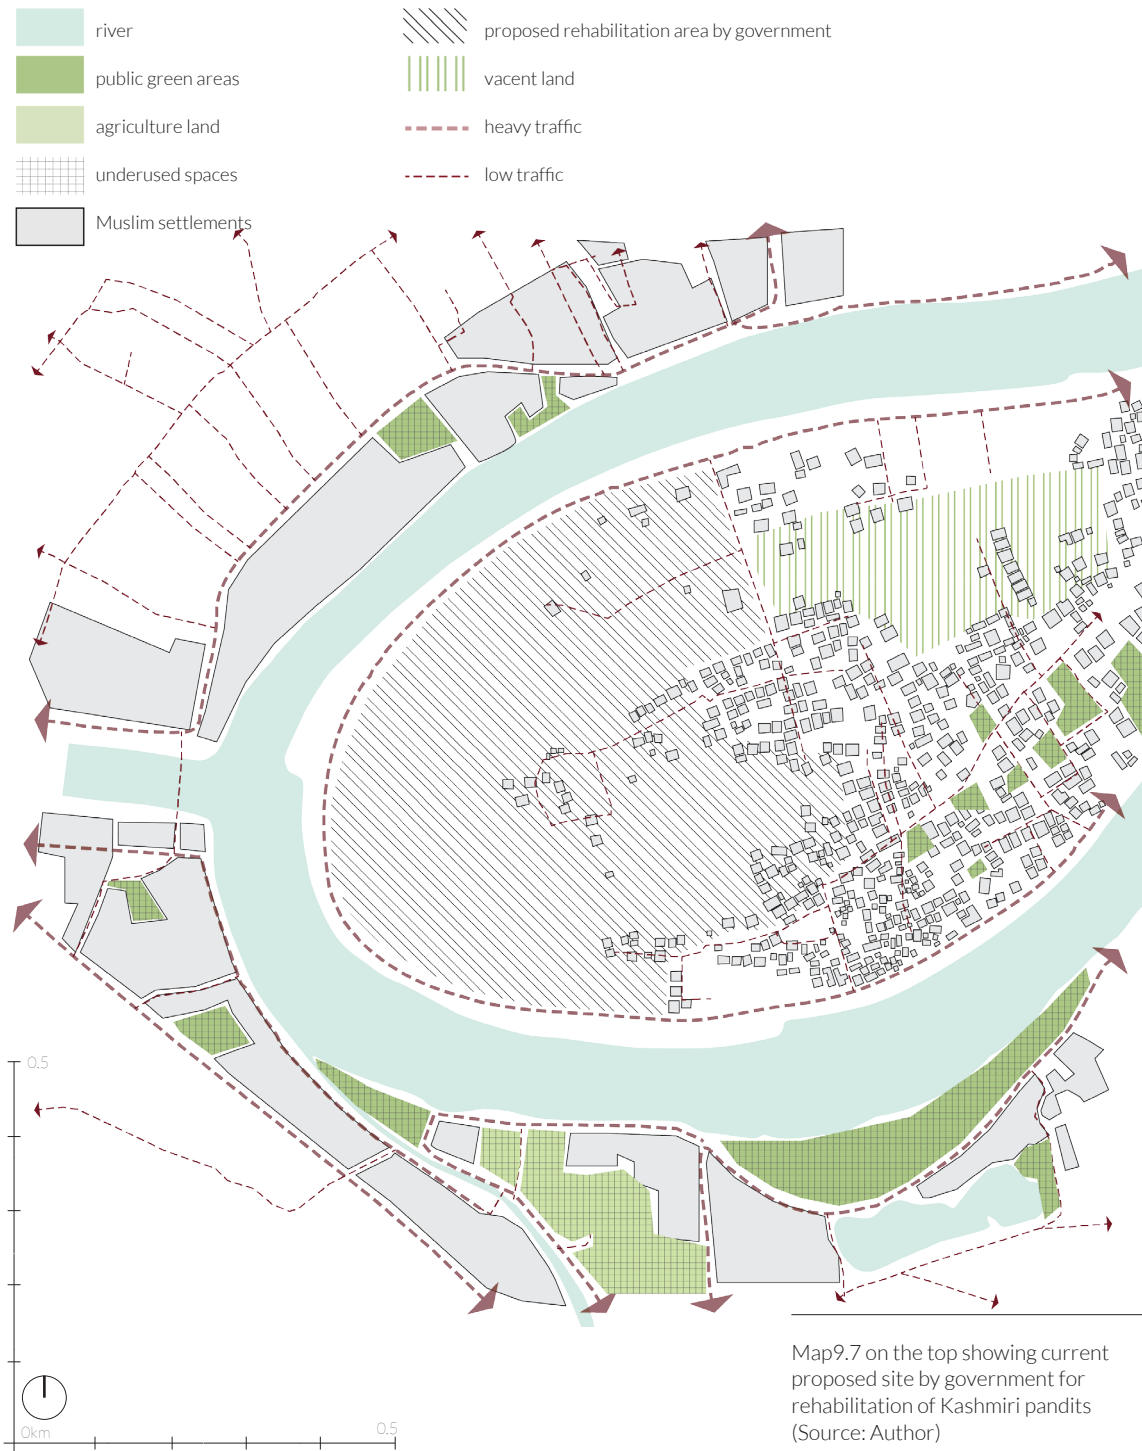 river
public green areas
agriculture land
underused spaces
Muslim settlements
proposed rehabilitation area by government
vacent land
heavy traffic
low traffic
0.5
0km
0.5
Map9.7 on the top showing current
proposed site by government for
rehabilitation of Kashmiri pandits
(Source: Author)